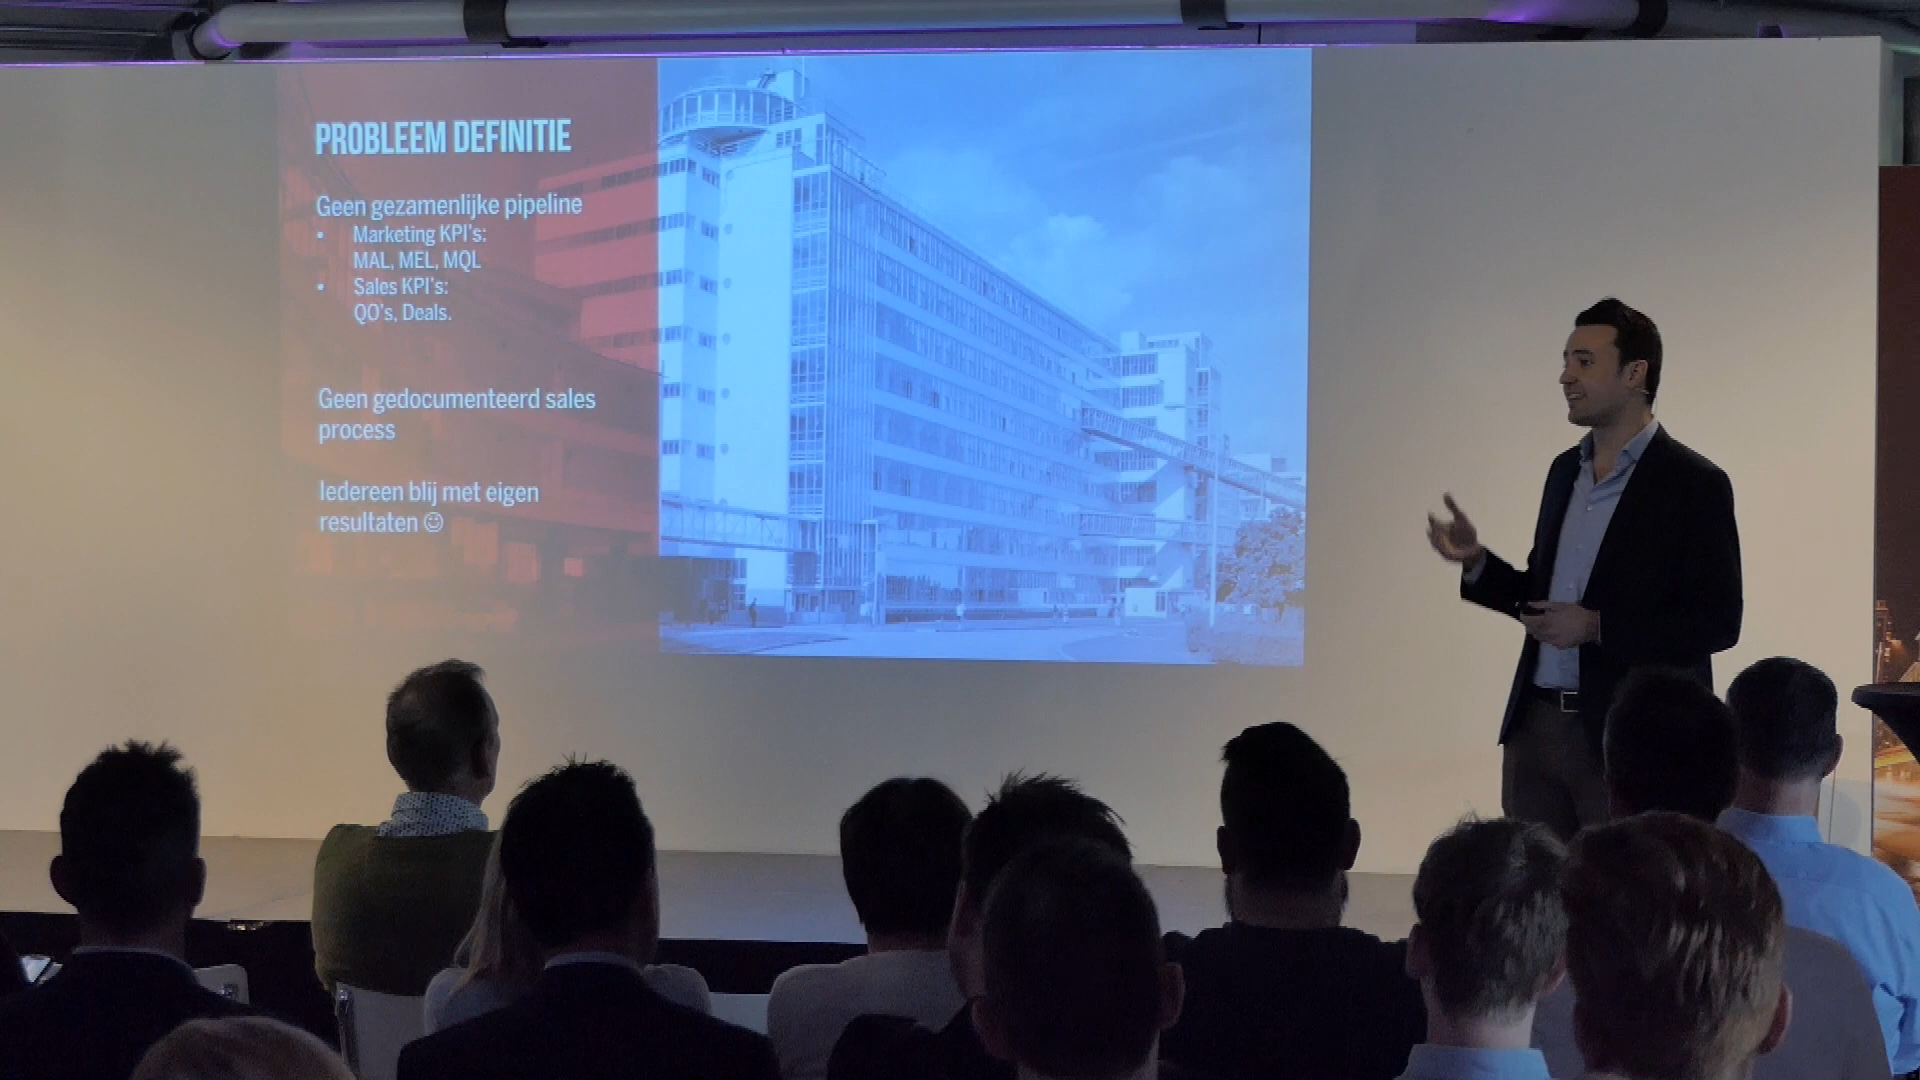 PROBLEEM DEFINITIE
Geen gezamenlijke pipeline
• Marketing KPI's:
MAL, MEL, MQL
• Sales KPI's:
QO's, Deals.
Geen gedocumenteerd sales
process
Iedereen blij met eigen
resultaten ☺